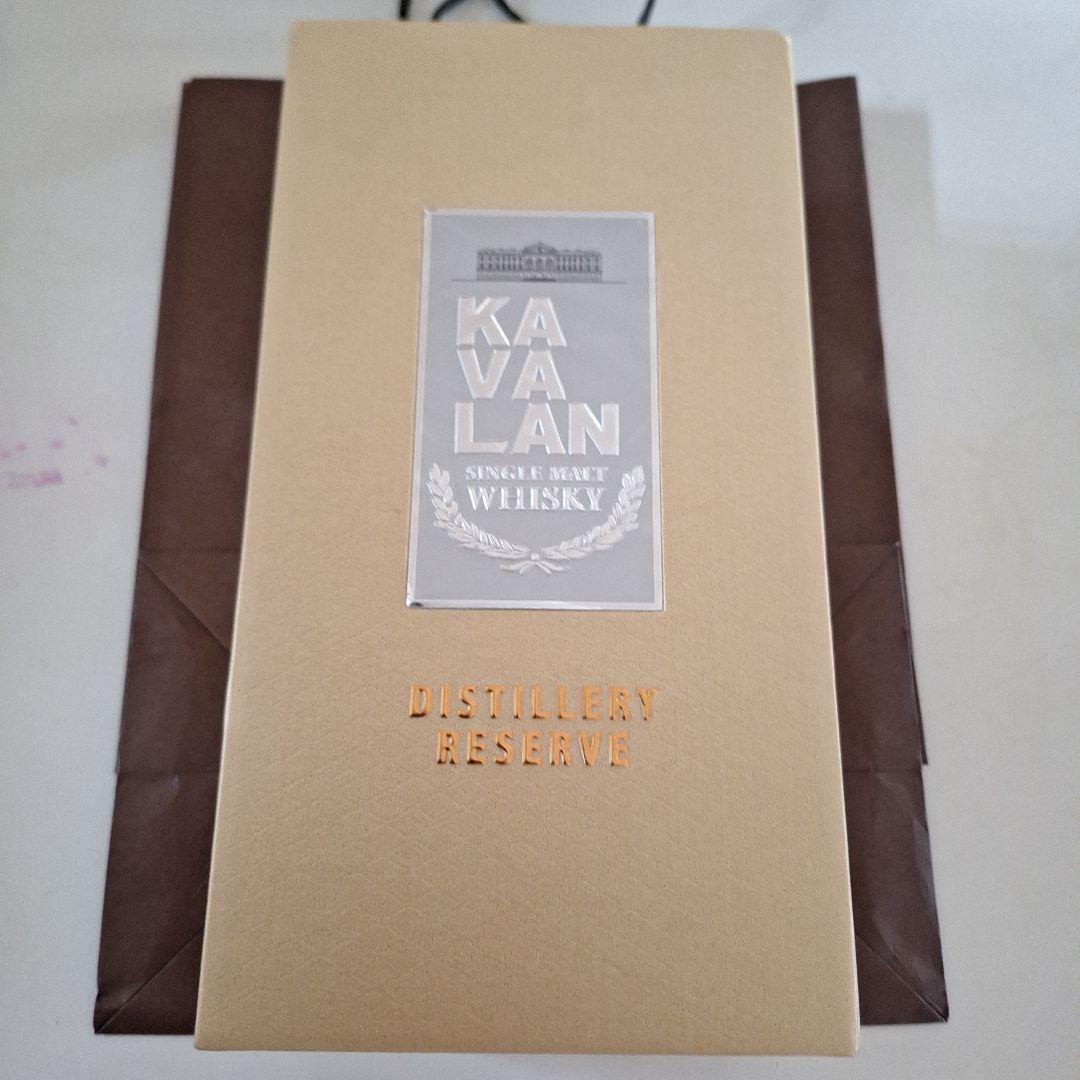 KA
VA
LAN
SINGLE MALT
WHISKY
DISTILLERY
RESERVE